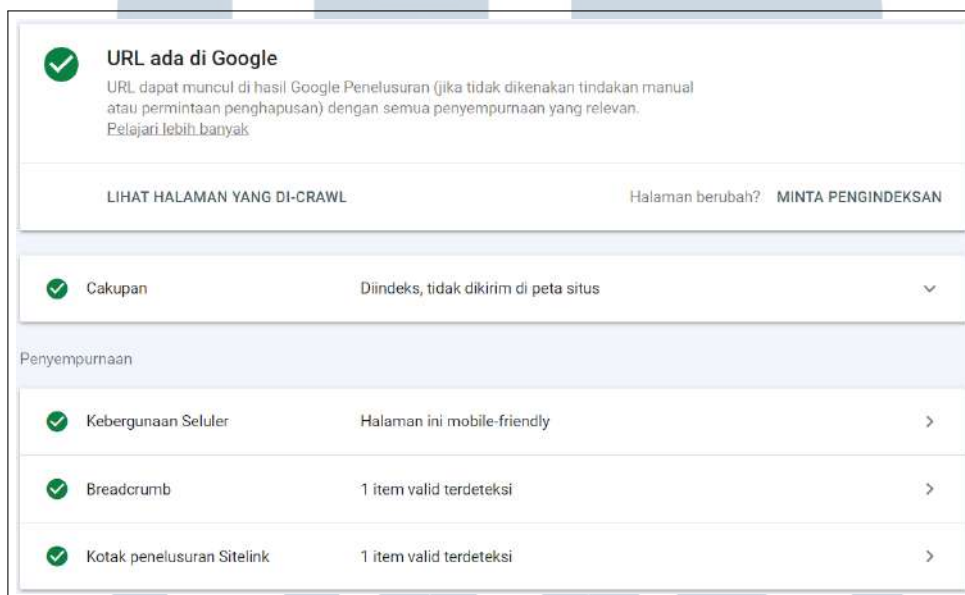 URL ada di Google
URL dapat muncul di hasil Google Penelusuran (jika tidak dikenakan tindakan manual
atau permintaan penghapusan) dengan semua penyempurnaan yang relevan.
Pelajari lebih banyak
LIHAT HALAMAN YANG DI-CRAWL
Halaman berubah? MINTA PENGINDEKSAN
Cakupan
Diindeks, tidak dikirim di peta situs
Penyempurnaan
Kebergunaan Seluler
Halaman ini mobile-friendly
Breadcrumb
1 item valid terdeteksi
Kotak penelusuran Sitelink
1 item valid terdeteksi